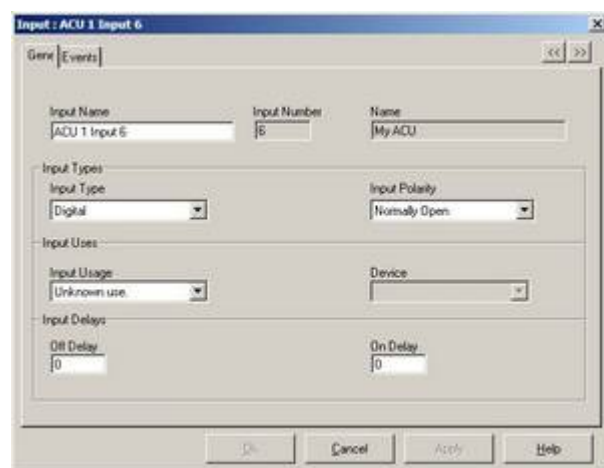 Input : ACU 1 Input 6
Gene Events
<< >>
Input Name Input Number Name
ACU 1 Input 6 6 My ACU
Input Types
Input Type Input Polarity
Digital Normally Open
Input Uses
Input Usage Device
Unknown use.
Input Delays
Off Delay On Delay
0 0
Ok Cancel Apply Help